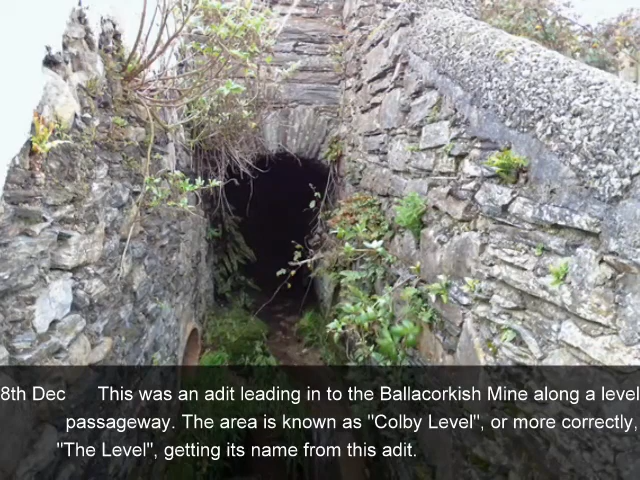 8th Dec This was an adit leading in to the Ballacorkish Mine along a level
passageway. The area is known as "Colby Level", or more correctly,
"The Level", getting its name from this adit.